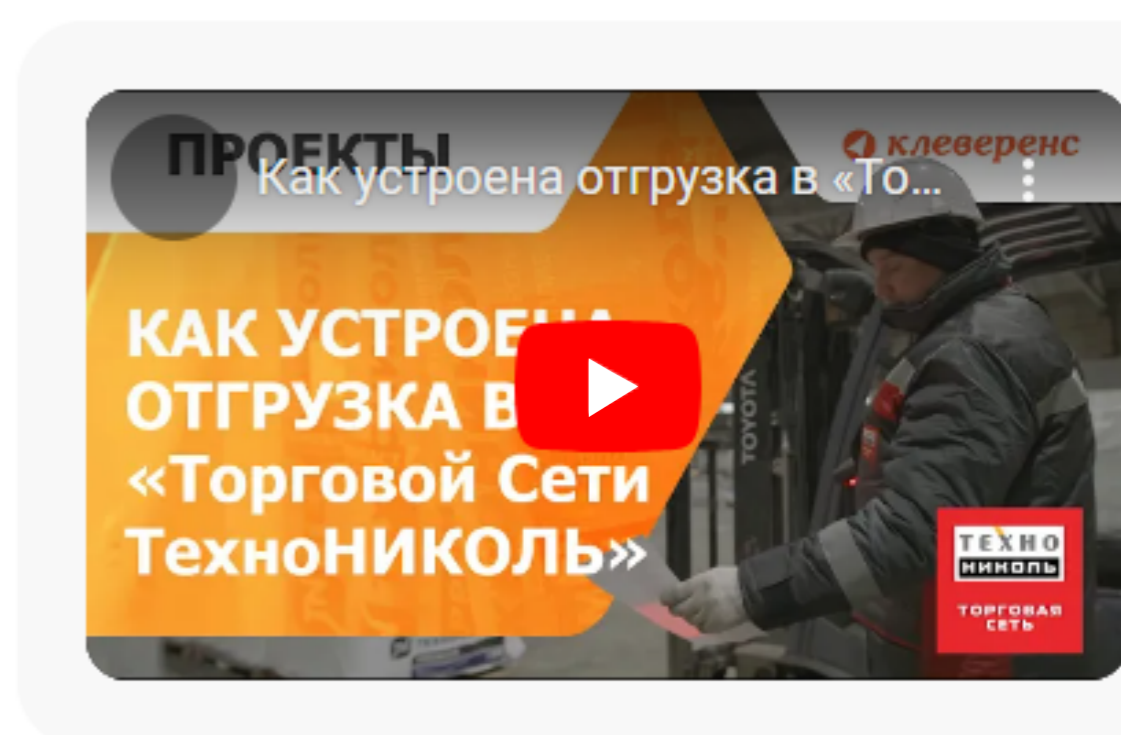 ПРОЕКТЫ
клеверенс
Как устроена отгрузка в «То...
КАК УСТРОЕНА
ОТГРУЗКА В
«Торговой Сети
ТехноНИКОЛЬ»
TOYOTA
ТЕХНО
НИКОЛЬ
ТОРГОВАЯ
СЕТЬ